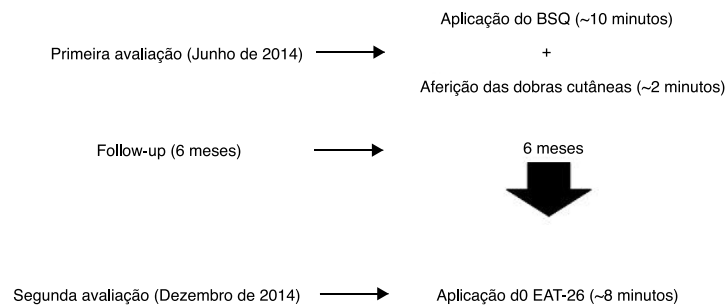 Aplicação do BSQ (~10 minutos)
Primeira avaliação (Junho de 2014)
+
Aferição das dobras cutâneas (~2 minutos)
Follow-up (6 meses)
6 meses
Segunda avaliação (Dezembro de 2014)
Aplicação d0 EAT-26 (~8 minutos)